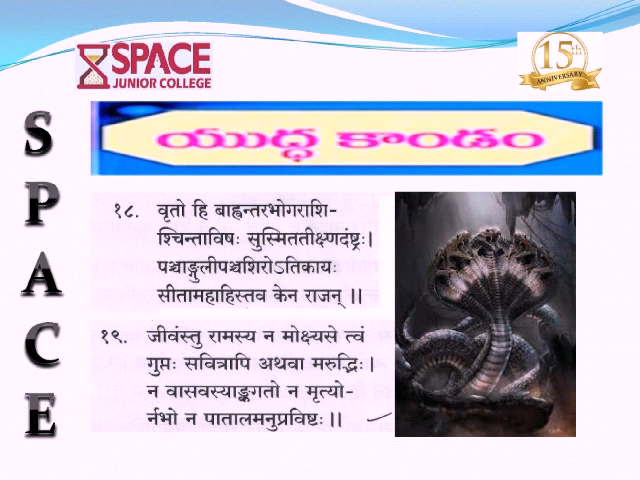 SPACE
JUNIOR COLLEGE
15th
ANNIVERSARY
యుద్ధ కాండం
SPACE
१८. वृतो हि बाह्वन्तरभोगराशि-
श्चिन्ताविषः सुस्मिततीक्ष्णदंष्ट्रः।
पञ्चाङ्गुलीपञ्चशिरोऽतिकायः
सीतामहाहिस्तव केन राजन् ।।
१९. जीवंस्तु रामस्य न मोक्ष्यसे त्वं
गुप्तः सवित्रापि अथवा मरुद्भिः।
न वासवस्याङ्कगतो न मृत्यो-
र्नभो न पातालमनुप्रविष्टः।।